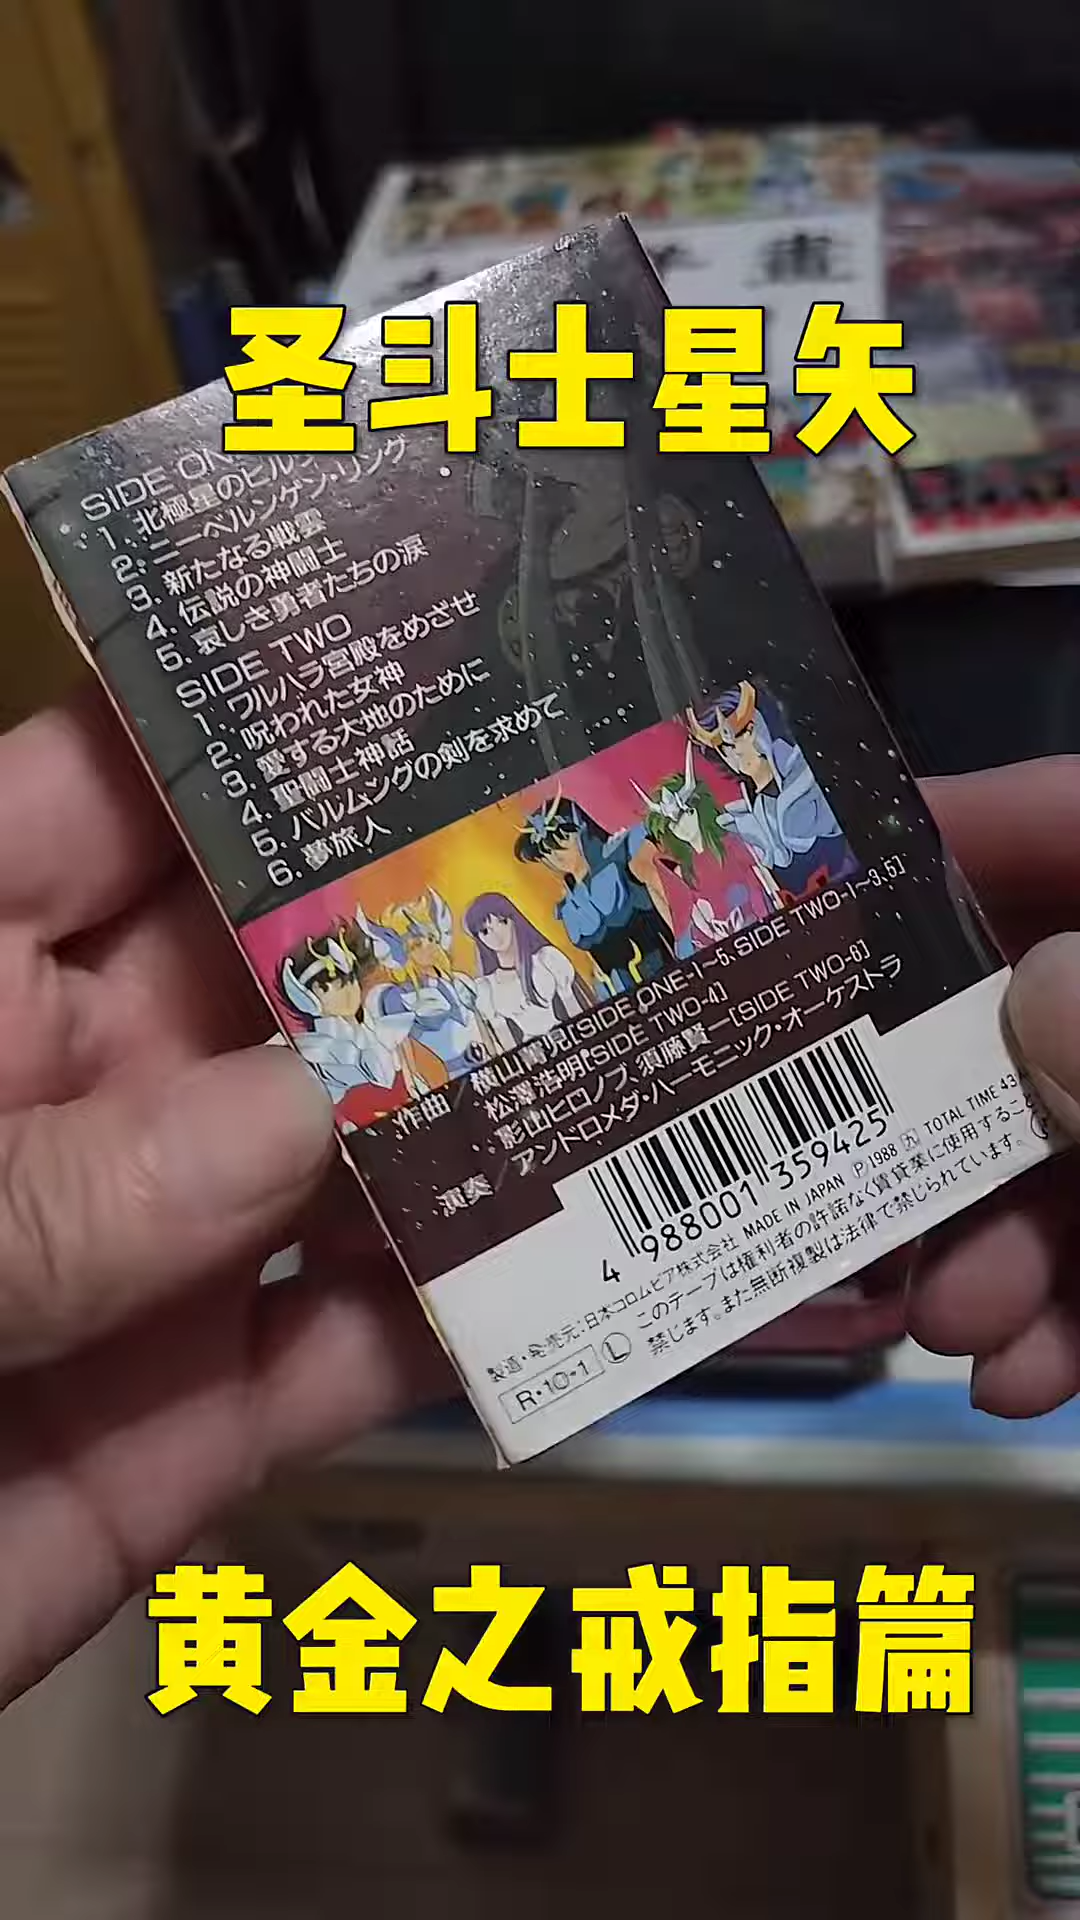 圣斗士星矢
SIDE ON
1. 北極星のヒルダ
2. ニーベルンゲン・リング
3. 新たなる戦雲
4. 伝説の神闘士
5. 哀しき勇者たちの涙
SIDE TWO
1. ワルハラ宮殿をめざせ
2. 呪われた女神
3. 愛する大地のために
4. 聖闘士神話
5. バルムングの剣を求めて
6. 夢旅人
作曲/横山菁児[SIDE ONE-1~5、SIDE TWO-1~3、5]
松澤浩明[SIDE TWO-4]
影山ヒロノブ、須藤賢一[SIDE TWO-6]
演奏/アンドロメダ・ハーモニック・オーケストラ
4 988001 359425
製造・発売元:日本コロムビア株式会社 MADE IN JAPAN Ⓟ1988 TOTAL TIME 43
R・10・1 Ⓛ このテープは権利者の許諾なく賃貸業に使用すること
禁じます。また無断複製は法律で禁じられています。
黄金之戒指篇